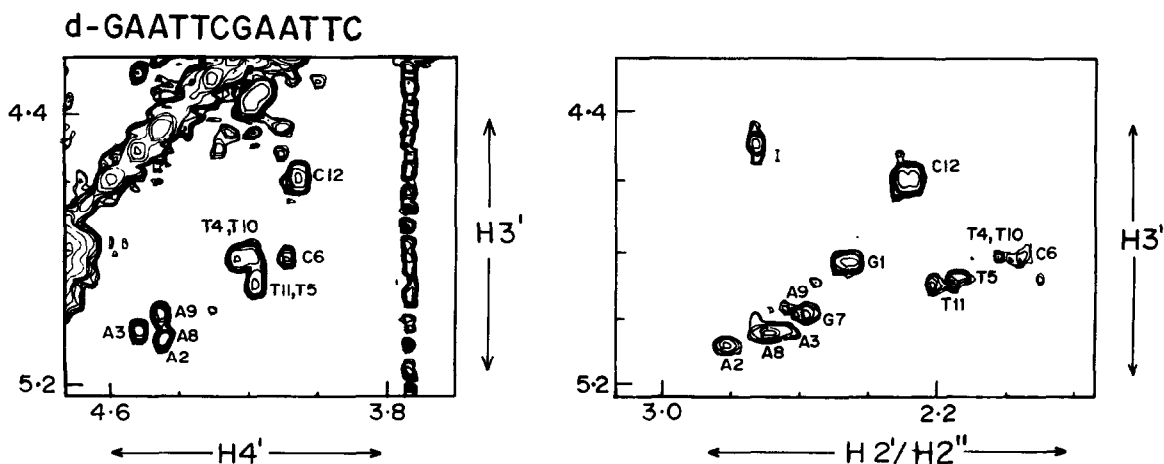 d-GAATTCGAATTC
4·4
C12
T4,T10
C6
T11,T5
A9
A3
A8
A2
5·2
4·6
3·8
H4'
H3'
4·4
I
C12
T4,T10
C6
G1
T5
T11
A9
G7
A3
A8
A2
5·2
3·0
2·2
H2'/H2"
H3'